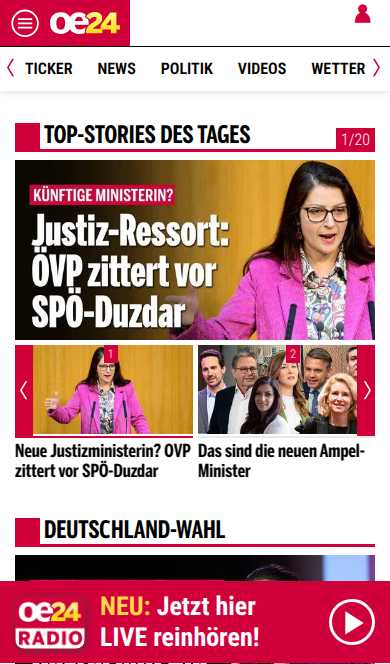 oe24
TICKER NEWS POLITIK VIDEOS WETTER
TOP-STORIES DES TAGES
1/20
KÜNFTIGE MINISTERIN?
Justiz-Ressort:
ÖVP zittert vor
SPÖ-Duzdar
1
2
Neue Justizministerin? ÖVP
zittert vor SPÖ-Duzdar
Das sind die neuen Ampel-
Minister
DEUTSCHLAND-WAHL
oe24
RADIO
NEU: Jetzt hier
LIVE reinhören!